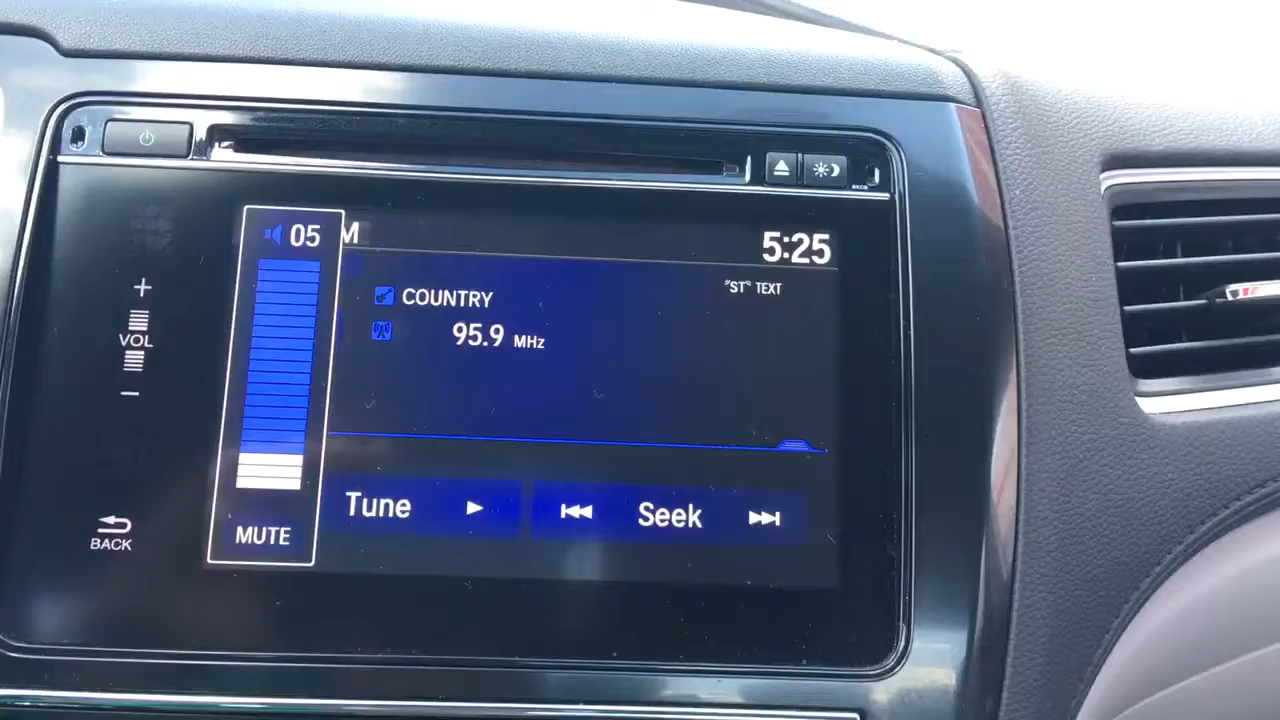 05
M
5:25
"ST" TEXT
COUNTRY
95.9 MHz
+
VOL
−
Tune
Seek
BACK
MUTE